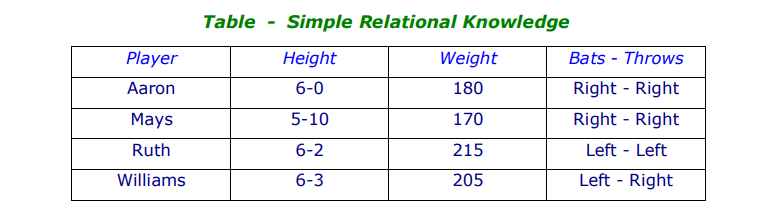 Table - Simple Relational Knowledge
Player Height Weight Bats - Throws
Aaron 6-0 180 Right - Right
Mays 5-10 170 Right - Right
Ruth 6-2 215 Left - Left
Williams 6-3 205 Left - Right